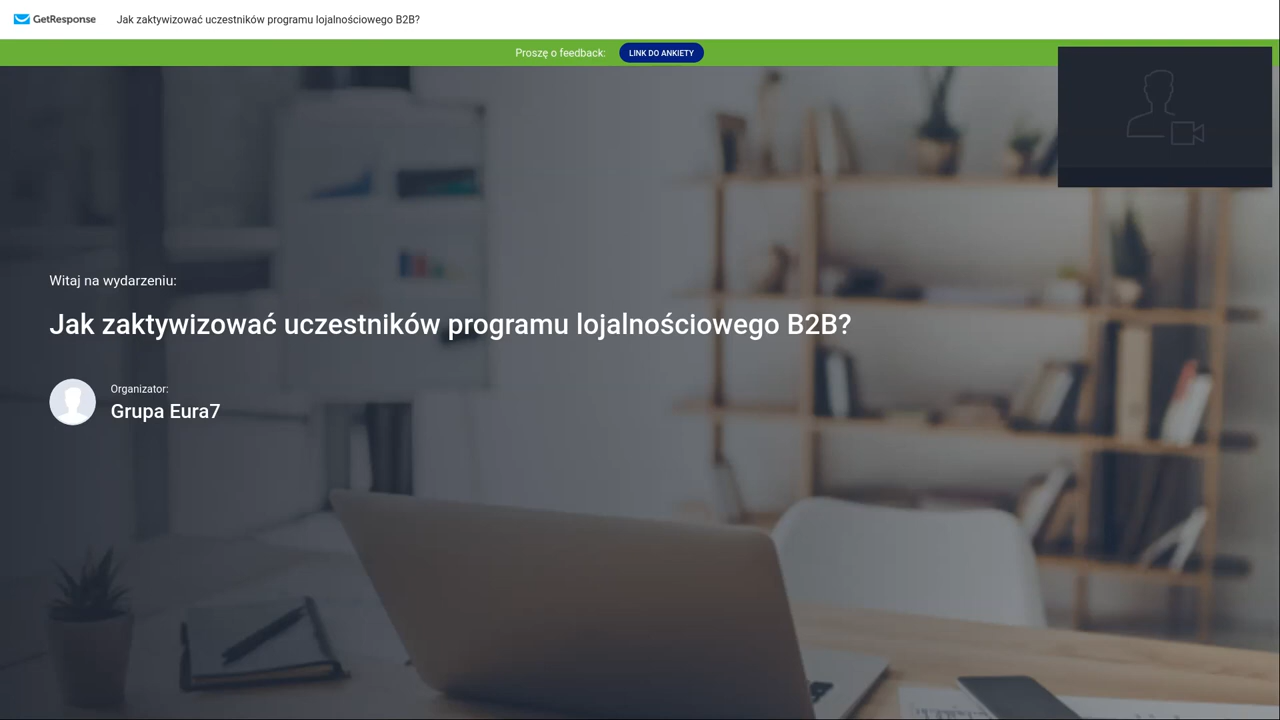 GetResponse
Jak zaktywizować uczestników programu lojalnościowego B2B?
Proszę o feedback:
LINK DO ANKIETY
Witaj na wydarzeniu:
Jak zaktywizować uczestników programu lojalnościowego B2B?
Organizator:
Grupa Eura7